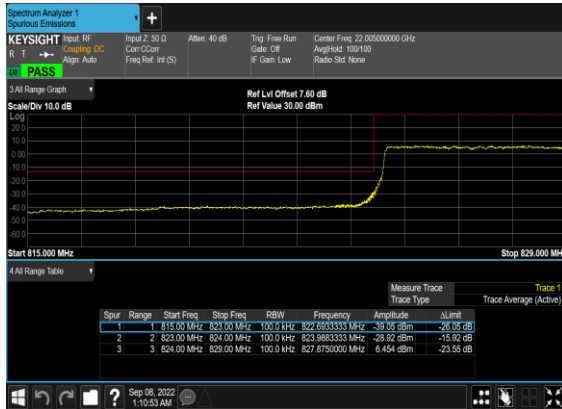 Spectrum Analyzer 1
Spurious Emissions
+
KEYSIGHT Input: RF Input Z: 50 Ω Atten: 40 dB Trig: Free Run Center Freq: 22.005000000 GHz
R T Coupling: DC Corr CCorr Gate: Off Avg|Hold: 100/100
Align: Auto Freq Ref: Int (S) IF Gain: Low Radio Std: None
PASS
3 All Range Graph
Ref Lvl Offset 7.60 dB
Scale/Div 10.0 dB Ref Value 30.00 dBm
Log
20.0
10.0
0.00
-10.0
-20.0
-30.0
-40.0
-50.0
-60.0
Start 815.000 MHz Stop 829.000 MHz
4 All Range Table
Measure Trace Trace 1
Trace Type Trace Average (Active)
Spur Range Start Freq Stop Freq RBW Frequency Amplitude ΔLimit
1 1 815.00 MHz 823.00 MHz 100.0 kHz 822.6933333 MHz -39.05 dBm -26.05 dB
2 2 823.00 MHz 824.00 MHz 100.0 kHz 823.9883333 MHz -28.92 dBm -15.92 dB
3 3 824.00 MHz 829.00 MHz 100.0 kHz 827.8750000 MHz 6.454 dBm -23.55 dB
? Sep 08, 2022
1:10:53 AM